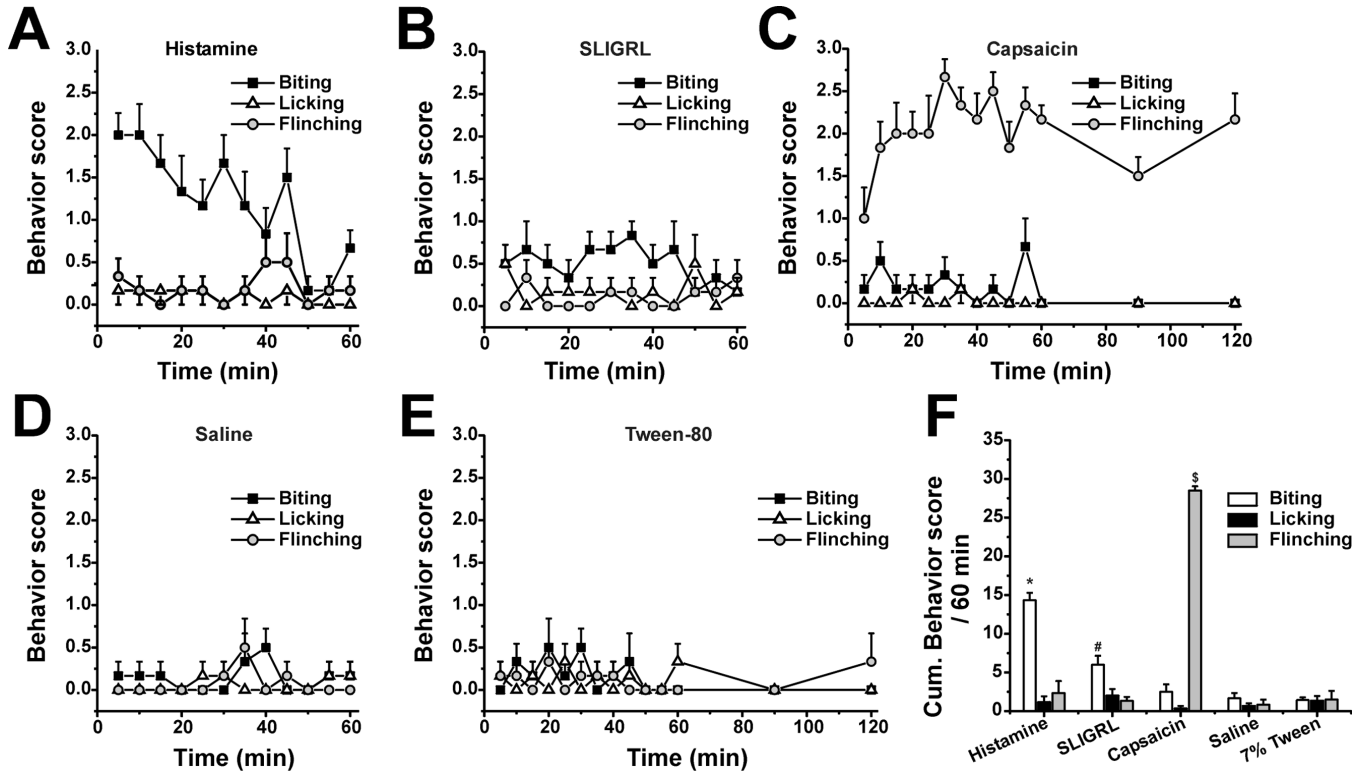 A
Histamine
3.0
2.5
2.0
1.5
1.0
0.5
0.0
Behavior score
Biting
Licking
Flinching
0
20
40
60
Time (min)
B
SLIGRL
3.0
2.5
2.0
1.5
1.0
0.5
0.0
Behavior score
Biting
Licking
Flinching
0
20
40
60
Time (min)
C
Capsaicin
3.0
2.5
2.0
1.5
1.0
0.5
0.0
Behavior score
Biting
Licking
Flinching
0
20
40
60
80
100
120
Time (min)
D
Saline
3.0
2.5
2.0
1.5
1.0
0.5
0.0
Behavior score
Biting
Licking
Flinching
0
20
40
60
Time (min)
E
Tween-80
3.0
2.5
2.0
1.5
1.0
0.5
0.0
Behavior score
Biting
Licking
Flinching
0
20
40
60
80
100
120
Time (min)
F
35
30
25
20
15
10
5
0
Cum. Behavior score
/ 60 min
*
#
$
Biting
Licking
Flinching
Histamine
SLIGRL
Capsaicin
Saline
7% Tween